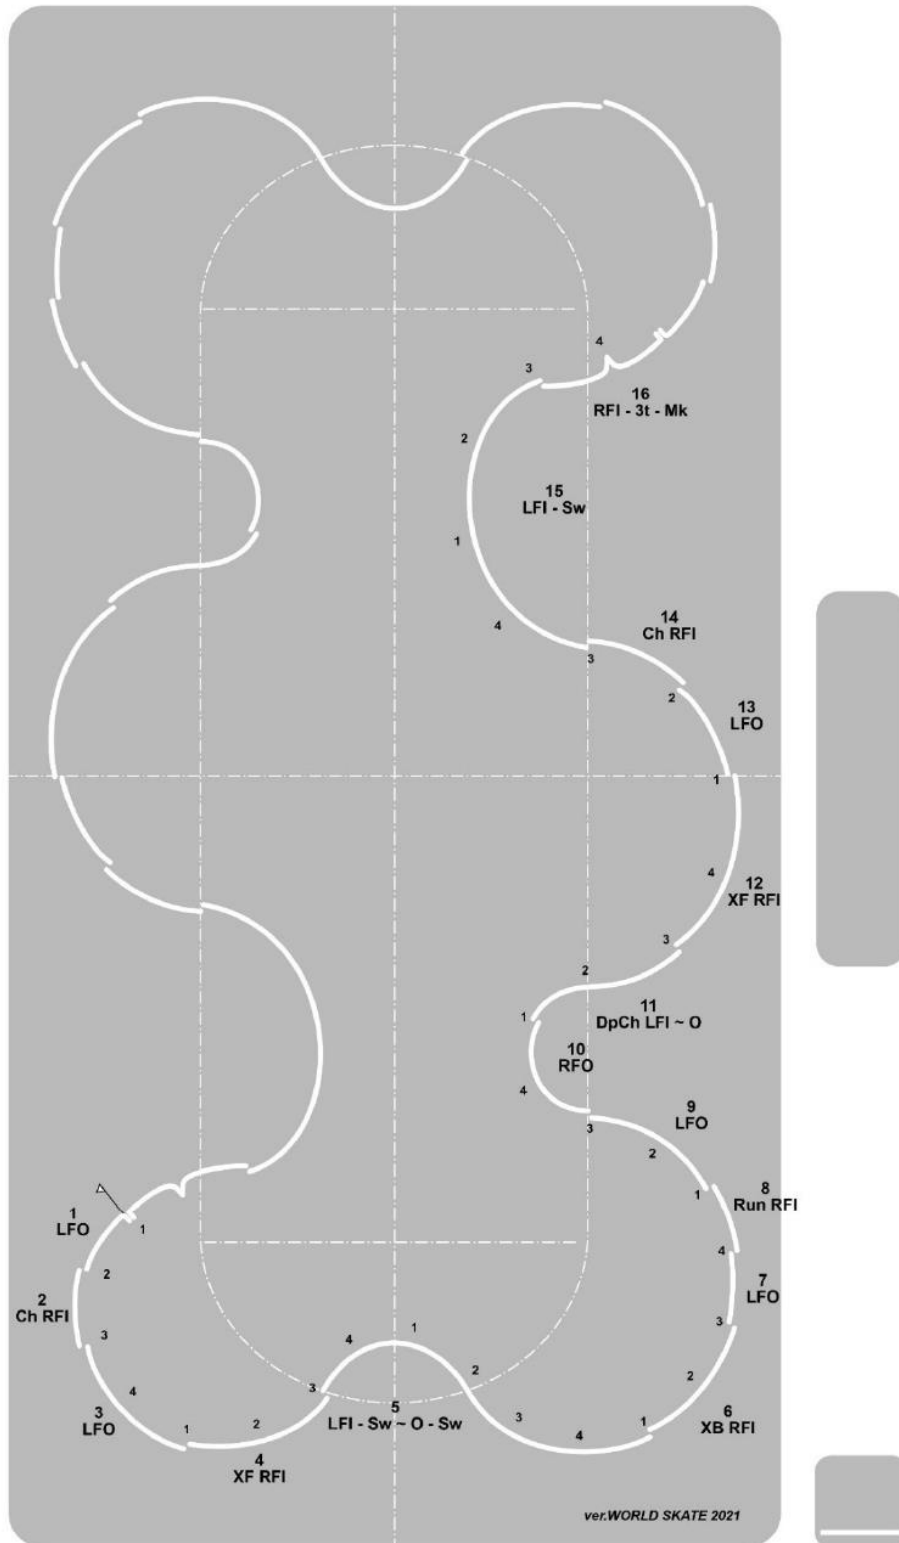 4
3
16
RFI - 3t - Mk
2
15
LFI - Sw
1
14
Ch RFI
4
3
2
13
LFO
1
4
12
XF RFI
3
2
11
DpCh LFI ~ O
1
10
RFO
4
9
LFO
3
2
8
Run RFI
1
1
LFO
1
4
2
7
LFO
2
Ch RFI
3
3
4
1
2
2
4
3
5
LFI - Sw ~ O - Sw
6
XB RFI
3
LFO
1
2
3
4
1
4
XF RFI
ver.WORLD SKATE 2021